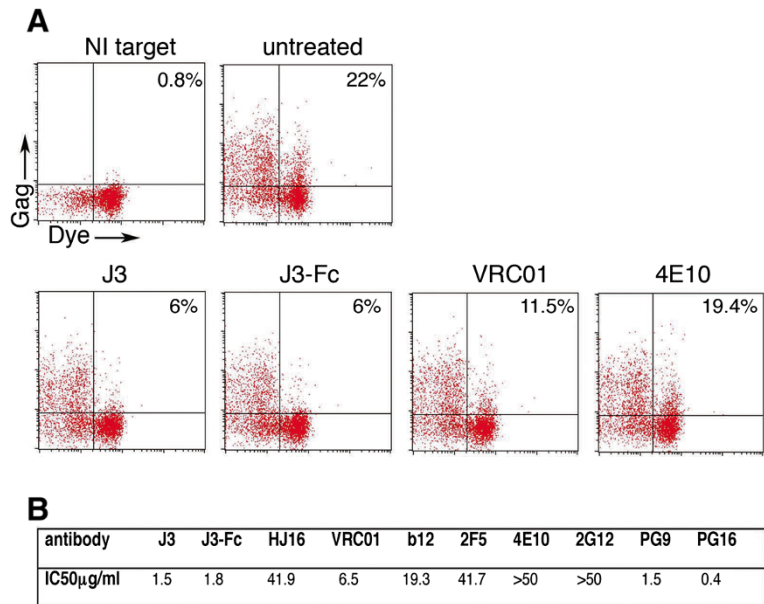 A
NI target untreated
0.8% 22%
Gag
Dye
J3 J3-Fc VRC01 4E10
6% 6% 11.5% 19.4%
B
antibody J3 J3-Fc HJ16 VRC01 b12 2F5 4E10 2G12 PG9 PG16
IC50µg/ml 1.5 1.8 41.9 6.5 19.3 41.7 >50 >50 1.5 0.4